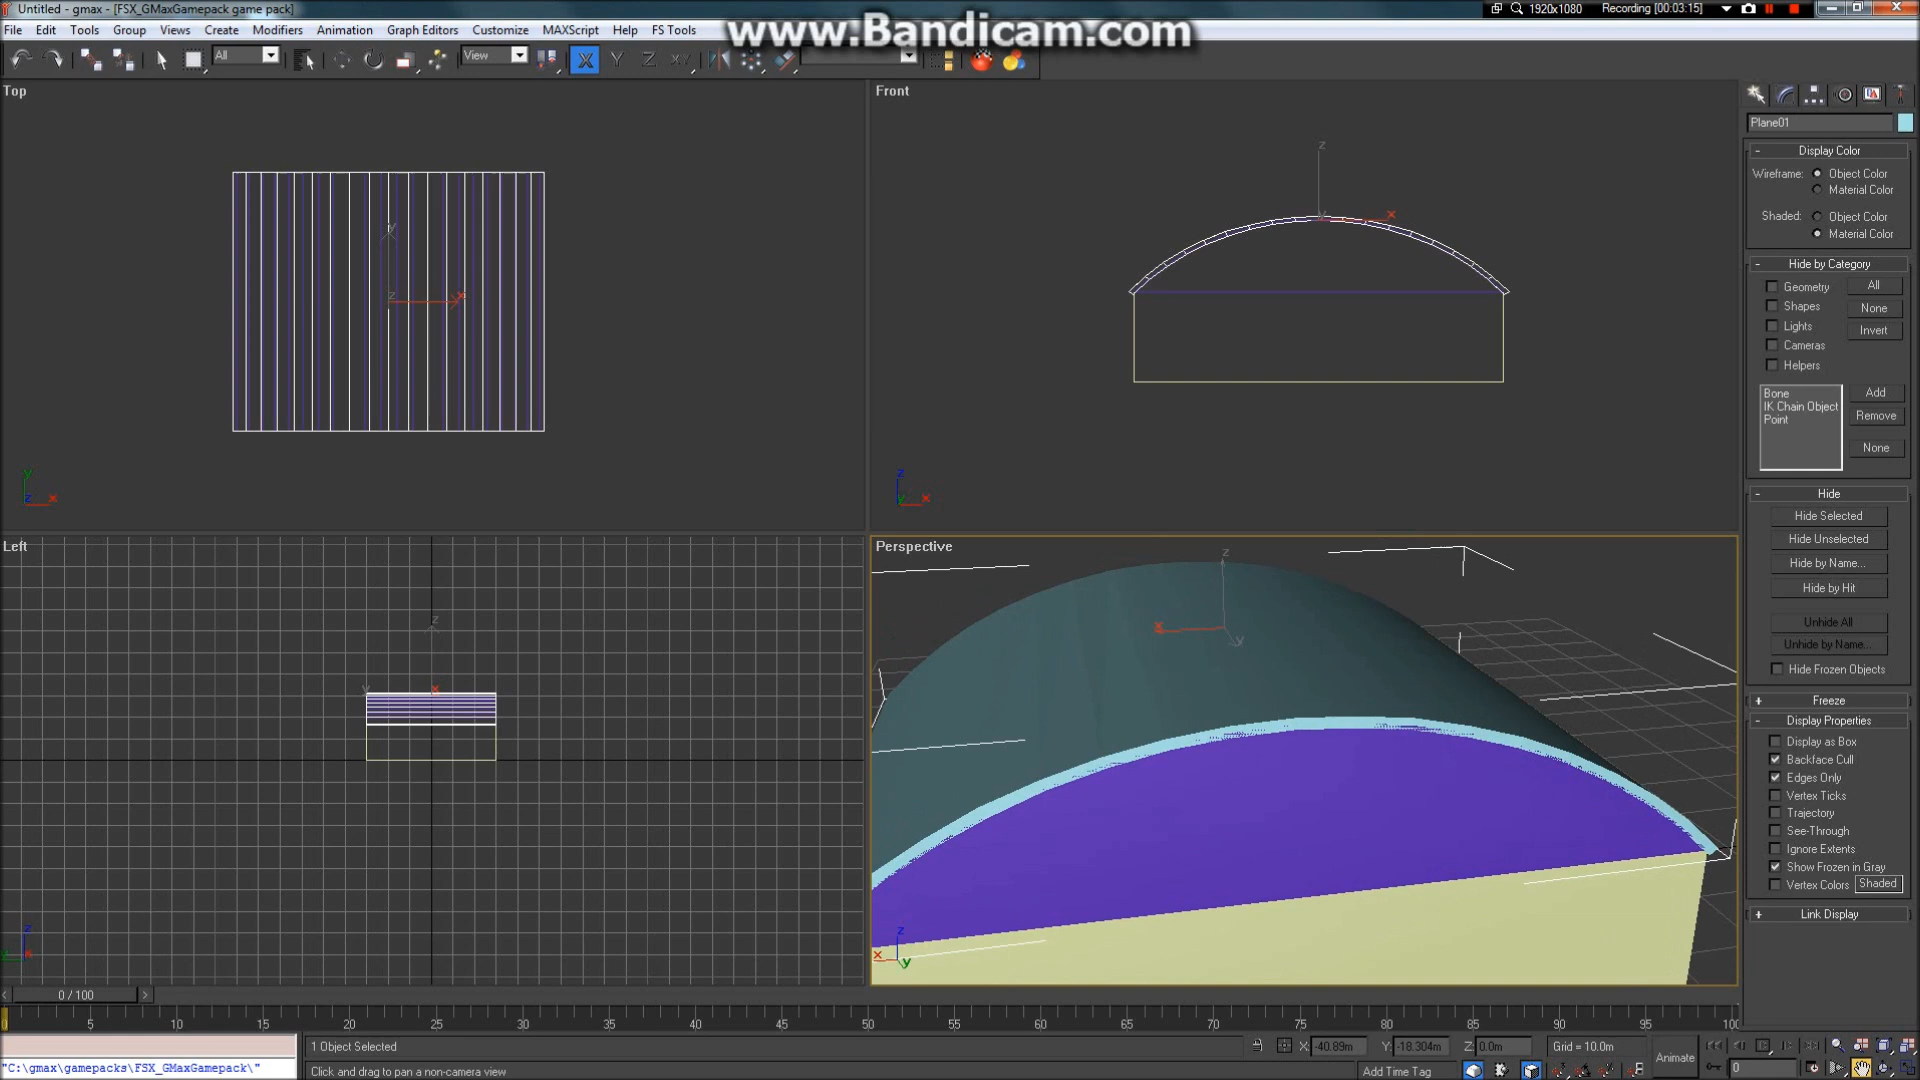 Untitled - gmax - [FSX_GMaxGamepack game pack]
1920x1080
Recording [00:03:15]
www.Bandicam.com
File Edit Tools Group Views Create Modifiers Animation Graph Editors Customize MAXScript Help FS Tools
All
View
X Y Z XY
Top
y
z x
y
z x
Front
z
x
z
y x
Left
z
y x
z
y x
Perspective
z
x y
z
x y
Plane01
- Display Color
Wireframe: Object Color
Material Color
Shaded: Object Color
Material Color
- Hide by Category
Geometry All
Shapes None
Lights Invert
Cameras
Helpers
Bone
IK Chain Object
Point
Add
Remove
None
- Hide
Hide Selected
Hide Unselected
Hide by Name...
Hide by Hit
Unhide All
Unhide by Name...
Hide Frozen Objects
+ Freeze
- Display Properties
Display as Box
Backface Cull
Edges Only
Vertex Ticks
Trajectory
See-Through
Ignore Extents
Show Frozen in Gray
Vertex Colors Shaded
+ Link Display
< 0 / 100 >
5 10 15 20 25 30 35 40 45 50 55 60 65 70 75 80 85 90 95 100
1 Object Selected
X: -40.89m Y: -18.304m Z: 0.0m Grid = 10.0m
Animate
"C:\gmax\gamepacks\FSX_GMaxGamepack\"
Click and drag to pan a non-camera view
Add Time Tag
0